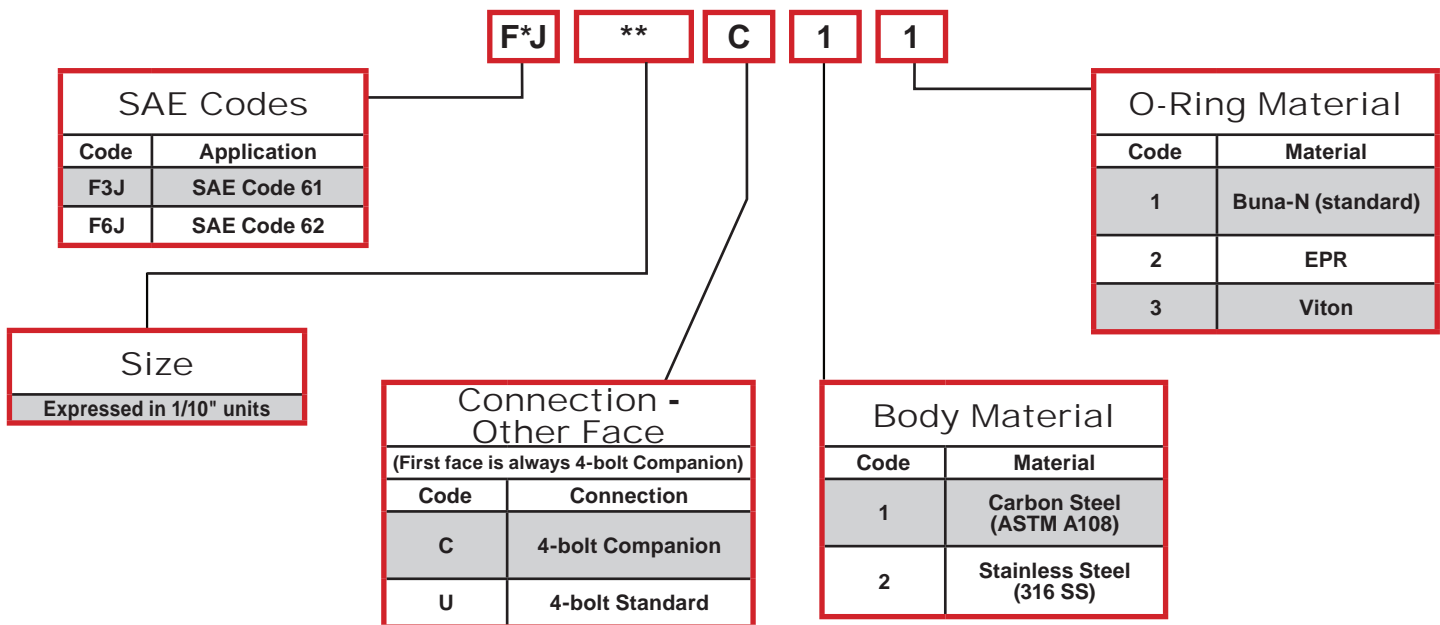 F*J ** C 1 1
SAE Codes
Code Application
F3J SAE Code 61
F6J SAE Code 62
O-Ring Material
Code Material
1 Buna-N (standard)
2 EPR
3 Viton
Size
Expressed in 1/10" units
Connection -
Other Face
(First face is always 4-bolt Companion)
Code Connection
C 4-bolt Companion
U 4-bolt Standard
Body Material
Code Material
1 Carbon Steel
(ASTM A108)
2 Stainless Steel
(316 SS)